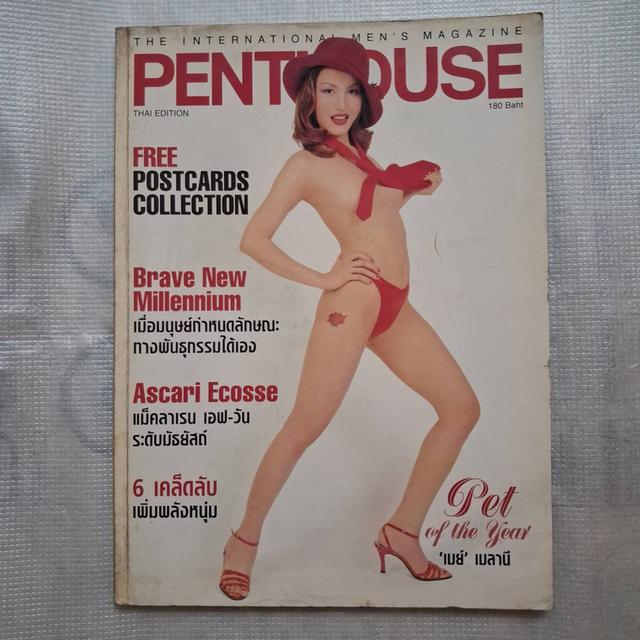 THE INTERNATIONAL MEN'S MAGAZINE
PENTHOUSE
THAI EDITION
180 Baht
FREE
POSTCARDS
COLLECTION
Brave New
Millennium
เมื่อมนุษย์กำหนดลักษณะ
ทางพันธุกรรมได้เอง
Ascari Ecosse
แม็คลาเรน เอฟ-วัน
ระดับมัธยัสถ์
6 เคล็ดลับ
เพิ่มพลังหนุ่ม
Pet
of the Year
'เมย์' เมลานี